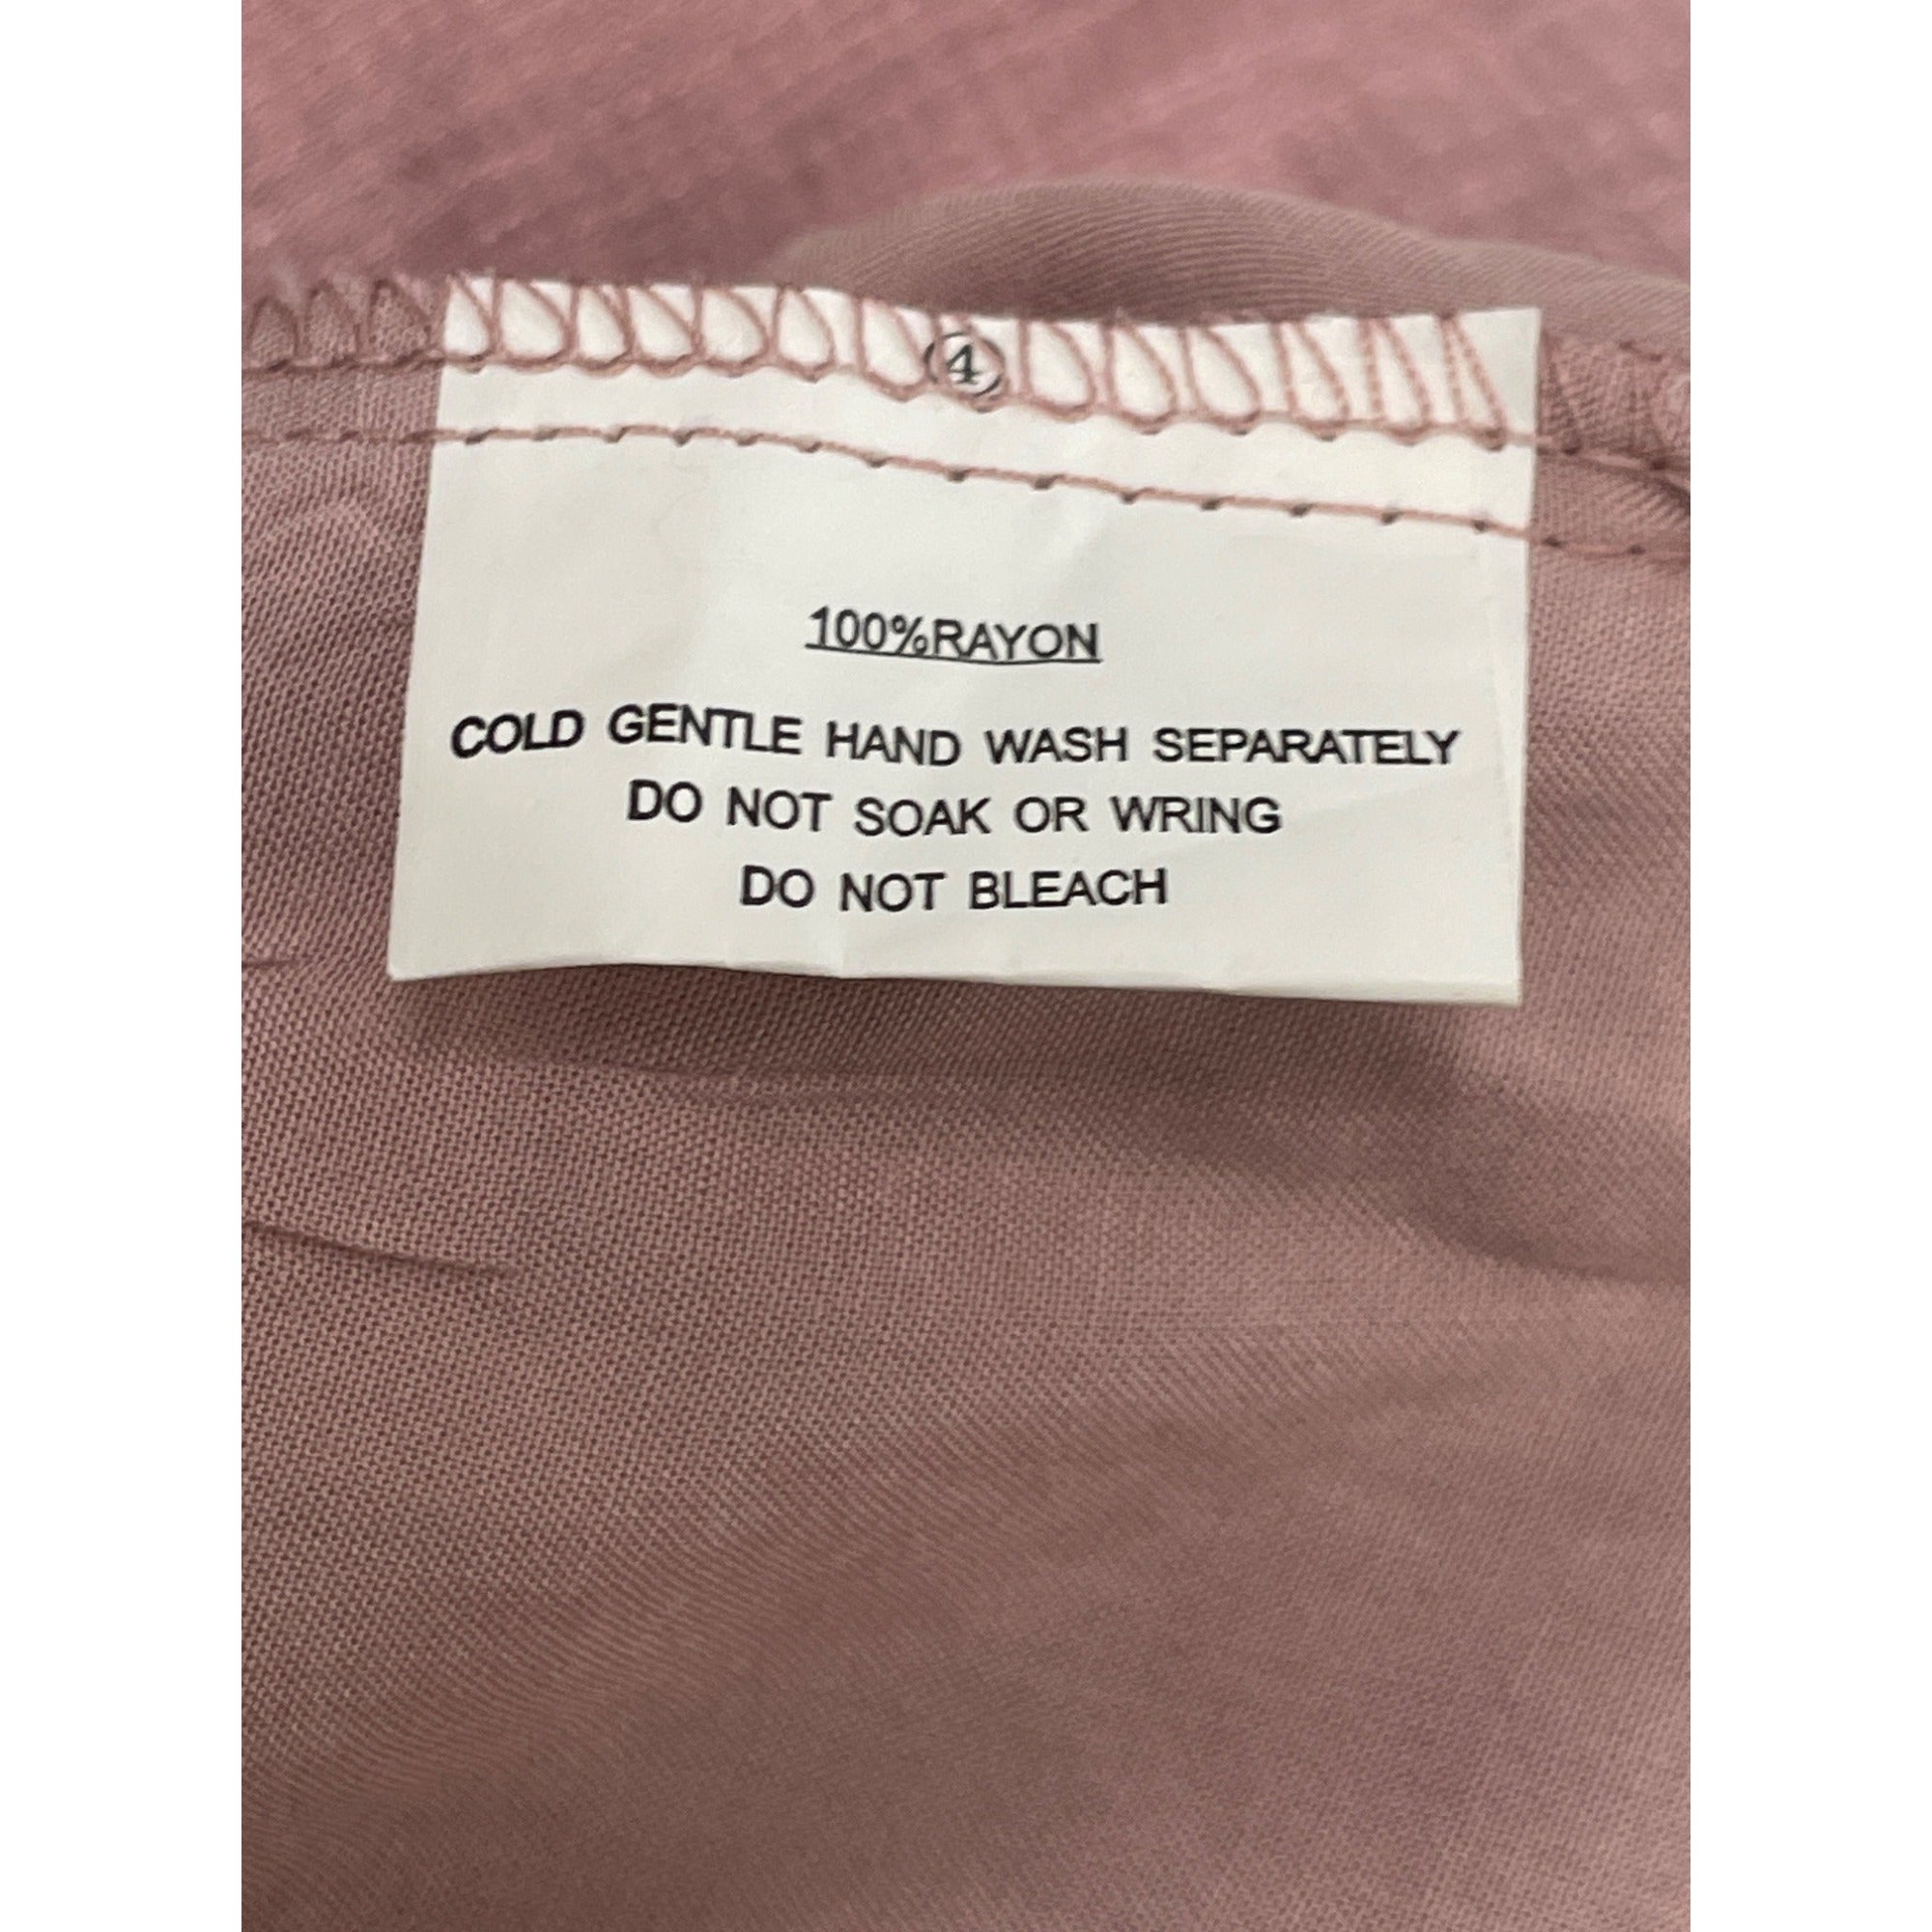 ④
100%RAYON
COLD GENTLE HAND WASH SEPARATELY
DO NOT SOAK OR WRING
DO NOT BLEACH